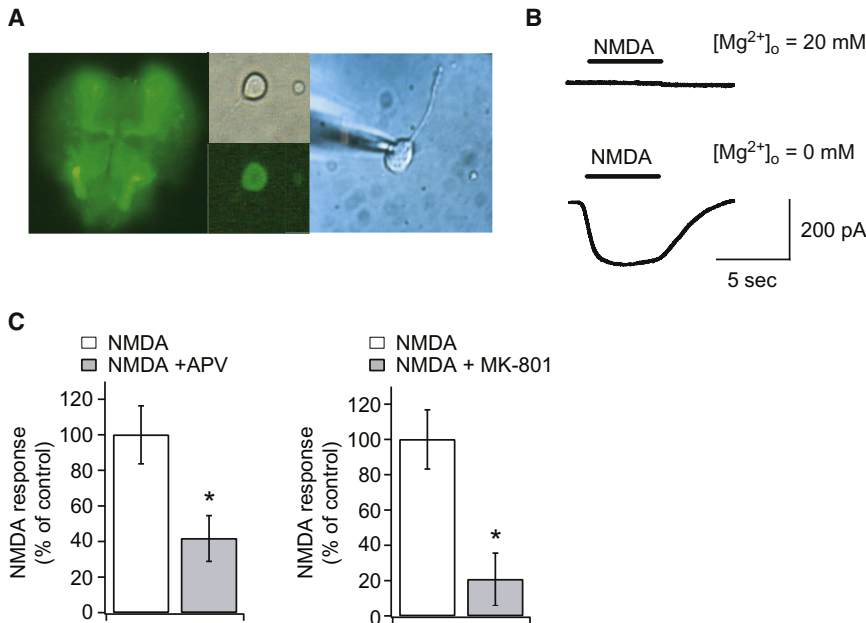 A
B
NMDA
[Mg²⁺]ₒ = 20 mM
NMDA
[Mg²⁺]ₒ = 0 mM
200 pA
5 sec
C
NMDA
NMDA +APV
NMDA response
(% of control)
120
100
80
60
40
20
0
*
NMDA
NMDA + MK-801
NMDA response
(% of control)
120
100
80
60
40
20
0
*